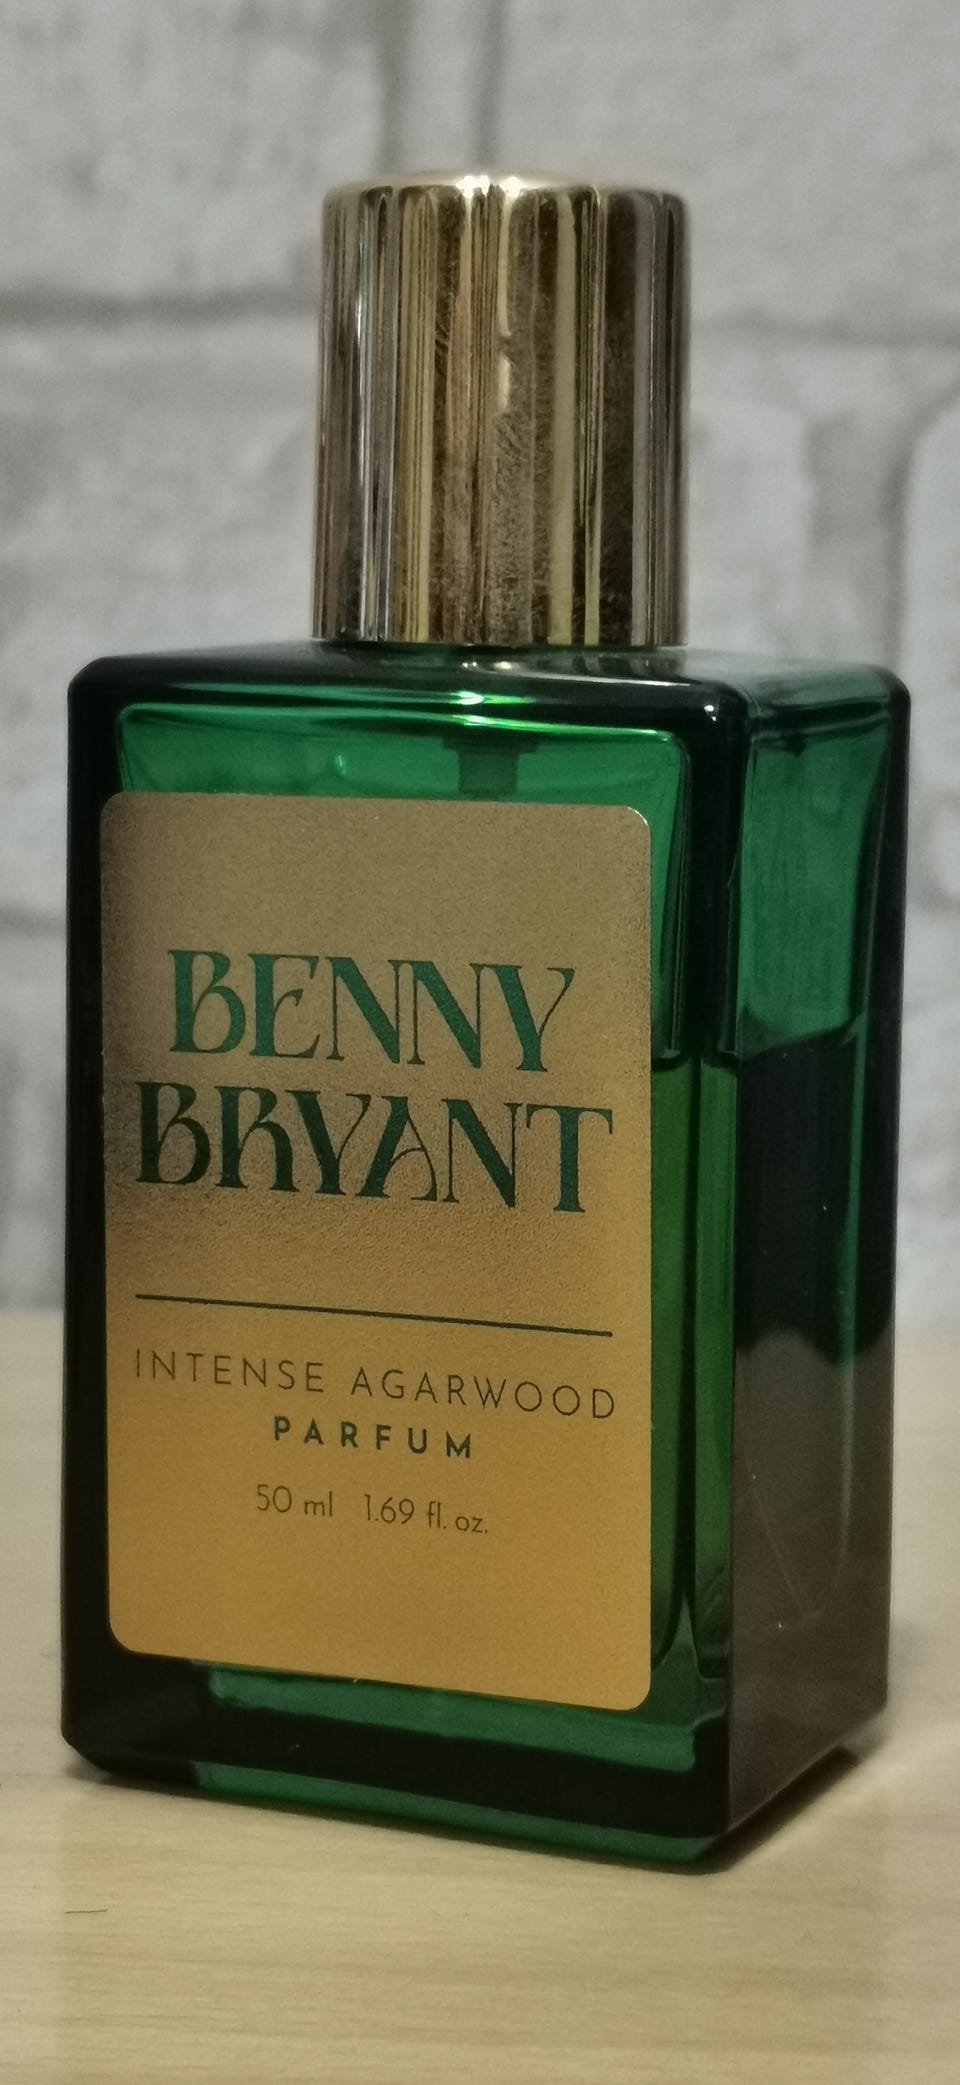 BENNY
BRYANT
INTENSE AGARWOOD
PARFUM
50 ml 1.69 fl. oz.